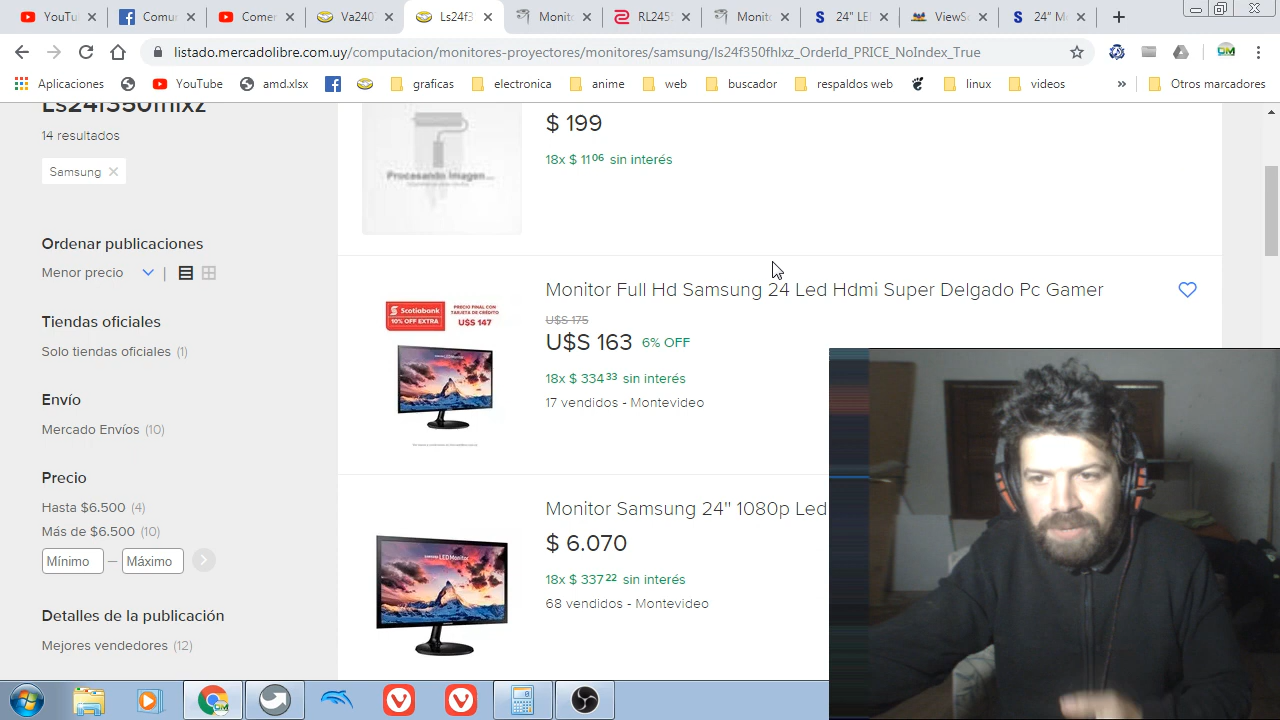 YouTu
Comun
Comer
Va240
Ls24f3
Monito
RL245
Monito
24" LE
ViewSo
24" Mo
listado.mercadolibre.com.uy/computacion/monitores-proyectores/monitores/samsung/ls24f350fhlxz_OrderId_PRICE_NoIndex_True
Aplicaciones
YouTube
amd.xlsx
graficas
electronica
anime
web
buscador
respaldos web
linux
videos
»
Otros marcadores
Ls24f350fhlxz
14 resultados
Samsung
Ordenar publicaciones
Menor precio
Tiendas oficiales
Solo tiendas oficiales (1)
Envío
Mercado Envíos (10)
Precio
Hasta $6.500 (4)
Más de $6.500 (10)
Mínimo – Máximo
Detalles de la publicación
Mejores vendedores (12)
Procesando Imagen...
$ 199
18x $ 11 06 sin interés
Scotiabank
10% OFF EXTRA
PRECIO FINAL CON
TARJETA DE CRÉDITO
U$S 147
Monitor Full Hd Samsung 24 Led Hdmi Super Delgado Pc Gamer
U$S 175
U$S 163 6% OFF
18x $ 334 33 sin interés
17 vendidos - Montevideo
Monitor Samsung 24'' 1080p Led
$ 6.070
18x $ 337 22 sin interés
68 vendidos - Montevideo